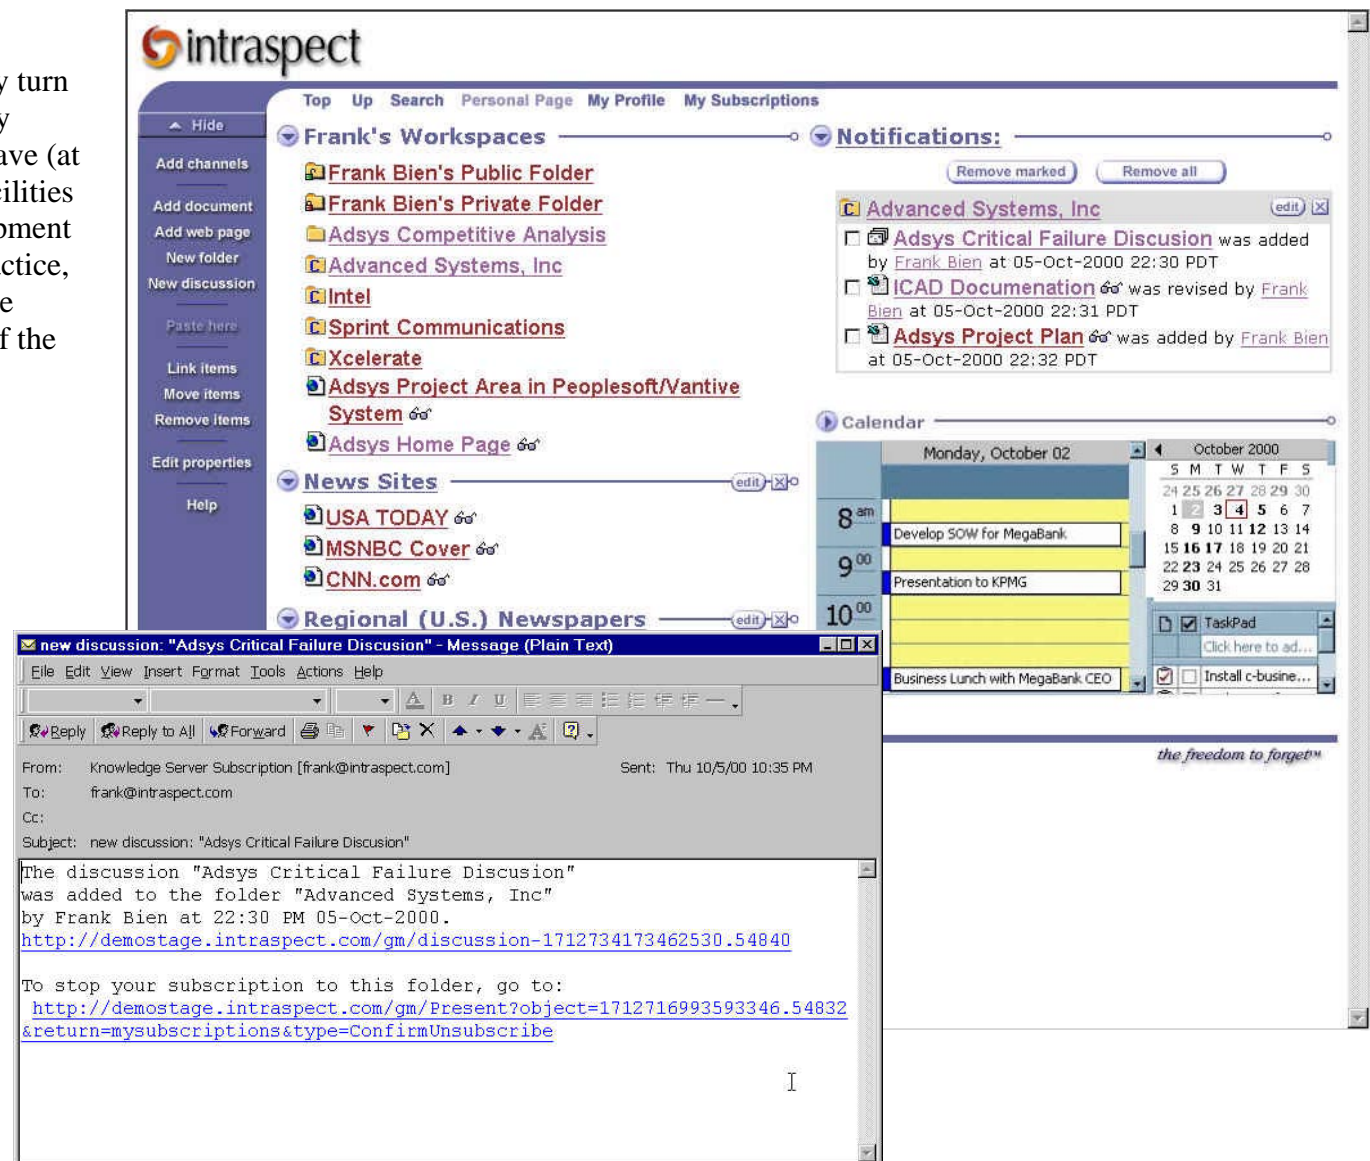 y turn
y
ave (at
cilities
pment
actice,
e
f the
intraspect
Top Up Search Personal Page My Profile My Subscriptions
Hide
Add channels
Add document
Add web page
New folder
New discussion
Paste here
Link items
Move items
Remove items
Edit properties
Help
Frank's Workspaces
Frank Bien's Public Folder
Frank Bien's Private Folder
Adsys Competitive Analysis
Advanced Systems, Inc
Intel
Sprint Communications
Xcelerate
Adsys Project Area in Peoplesoft/Vantive
System
Adsys Home Page
News Sites edit
USA TODAY
MSNBC Cover
CNN.com
Regional (U.S.) Newspapers edit
Notifications:
Remove marked Remove all
Advanced Systems, Inc edit
Adsys Critical Failure Discusion was added
by Frank Bien at 05-Oct-2000 22:30 PDT
ICAD Documenation was revised by Frank
Bien at 05-Oct-2000 22:31 PDT
Adsys Project Plan was added by Frank Bien
at 05-Oct-2000 22:32 PDT
Calendar
Monday, October 02
8 am
Develop SOW for MegaBank
9 00
Presentation to KPMG
10 00
Business Lunch with MegaBank CEO
October 2000
S M T W T F S
24 25 26 27 28 29 30
1 2 3 4 5 6 7
8 9 10 11 12 13 14
15 16 17 18 19 20 21
22 23 24 25 26 27 28
29 30 31
TaskPad
Click here to ad...
Install c-busine...
the freedom to forget™
new discussion: "Adsys Critical Failure Discusion" - Message (Plain Text)
File Edit View Insert Format Tools Actions Help
A B I U
Reply Reply to All Forward
From: Knowledge Server Subscription [frank@intraspect.com] Sent: Thu 10/5/00 10:35 PM
To: frank@intraspect.com
Cc:
Subject: new discussion: "Adsys Critical Failure Discusion"
The discussion "Adsys Critical Failure Discusion"
was added to the folder "Advanced Systems, Inc"
by Frank Bien at 22:30 PM 05-Oct-2000.
http://demostage.intraspect.com/gm/discussion-1712734173462530.54840
To stop your subscription to this folder, go to:
http://demostage.intraspect.com/gm/Present?object=1712716993593346.54832
&return=mysubscriptions&type=ConfirmUnsubscribe